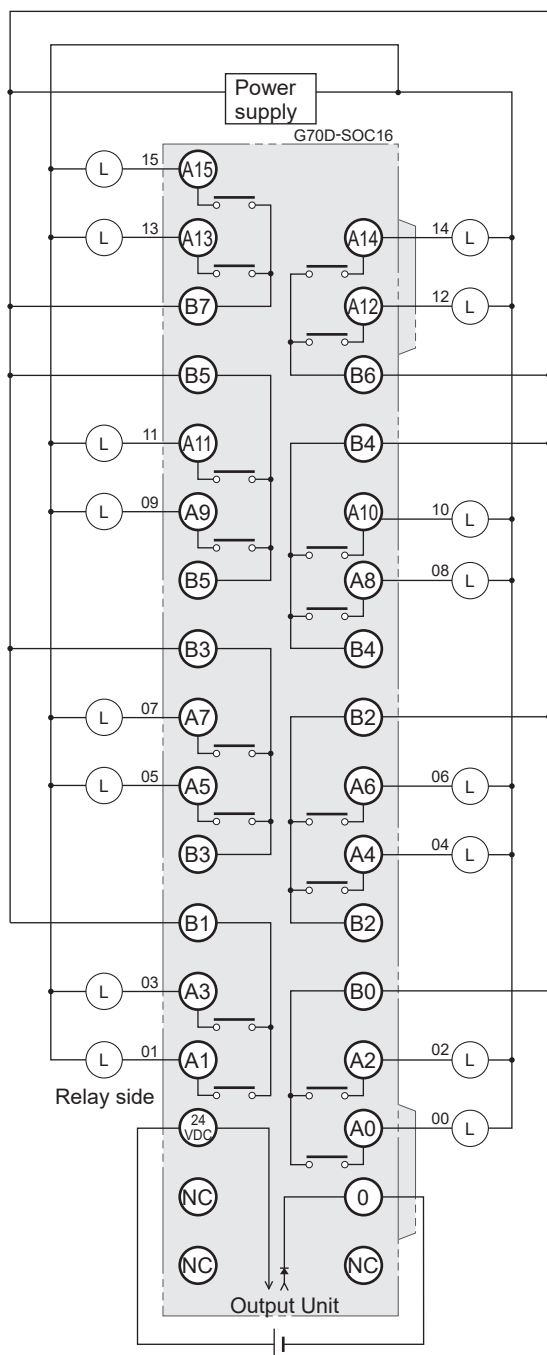 Power
supply
G70D-SOC16
L 15 A15
L 13 A13 A14 14 L
B7 A12 12 L
B5 B6
L 11 A11 B4
L 09 A9 A10 10 L
B5 A8 08 L
B3 B4
L 07 A7 B2
L 05 A5 A6 06 L
B3 A4 04 L
B1 B2
L 03 A3 B0
L 01 A1 A2 02 L
Relay side
24
VDC A0 00 L
NC 0
NC NC
Output Unit